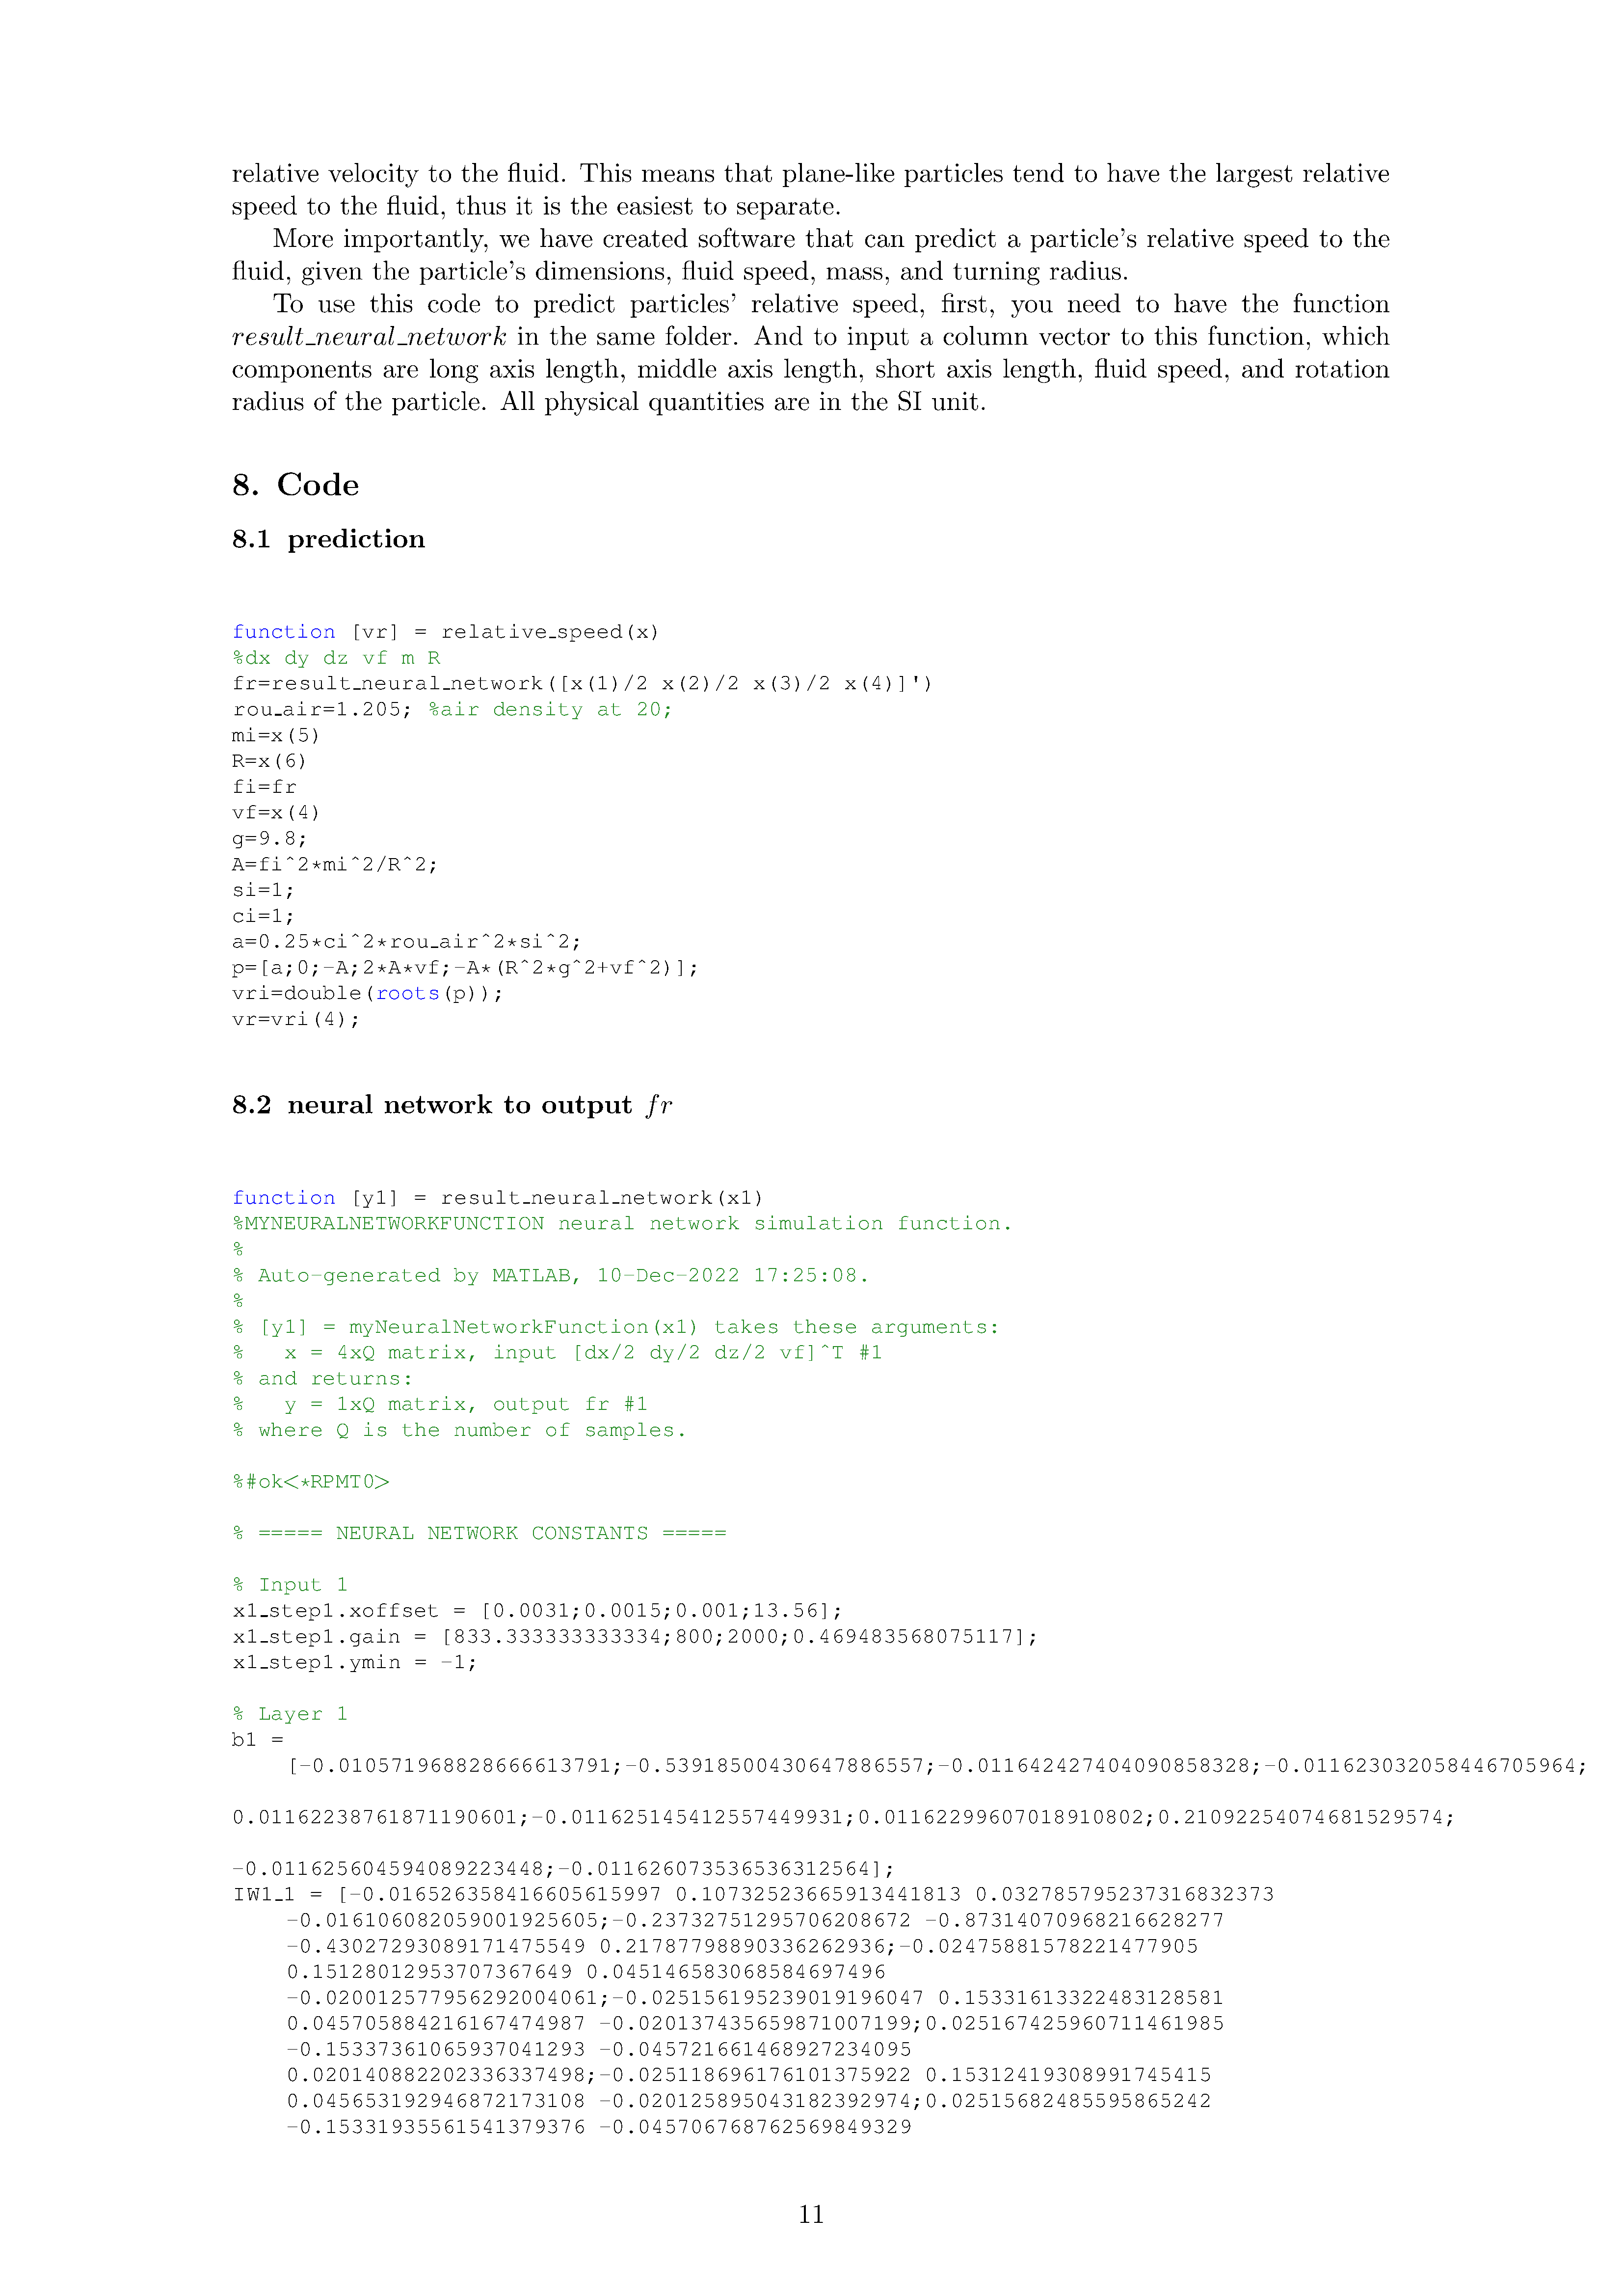 relative velocity to the fluid. This means that plane-like particles tend to have the largest relative
speed to the fluid, thus it is the easiest to separate.
More importantly, we have created software that can predict a particle's relative speed to the
fluid, given the particle's dimensions, fluid speed, mass, and turning radius.
To use this code to predict particles' relative speed, first, you need to have the function
result_neural_network in the same folder. And to input a column vector to this function, which
components are long axis length, middle axis length, short axis length, fluid speed, and rotation
radius of the particle. All physical quantities are in the SI unit.
8. Code
8.1 prediction
function [vr] = relative_speed(x)
%dx dy dz vf m R
fr=result_neural_network([x(1)/2 x(2)/2 x(3)/2 x(4)]')
rou_air=1.205; %air density at 20;
mi=x(5)
R=x(6)
fi=fr
vf=x(4)
g=9.8;
A=fi^2*mi^2/R^2;
si=1;
ci=1;
a=0.25*ci^2*rou_air^2*si^2;
p=[a;0;-A;2*A*vf;-A*(R^2*g^2+vf^2)];
vri=double(roots(p));
vr=vri(4);
8.2 neural network to output fr
function [y1] = result_neural_network(x1)
%MYNEURALNETWORKFUNCTION neural network simulation function.
%
% Auto-generated by MATLAB, 10-Dec-2022 17:25:08.
%
% [y1] = myNeuralNetworkFunction(x1) takes these arguments:
%   x = 4xQ matrix, input [dx/2 dy/2 dz/2 vf]^T #1
% and returns:
%   y = 1xQ matrix, output fr #1
% where Q is the number of samples.
%#ok<*RPMT0>
% ===== NEURAL NETWORK CONSTANTS =====
% Input 1
x1_step1.xoffset = [0.0031;0.0015;0.001;13.56];
x1_step1.gain = [833.333333333334;800;2000;0.469483568075117];
x1_step1.ymin = -1;
% Layer 1
b1 =
[-0.010571968828666613791;-0.53918500430647886557;-0.011642427404090858328;-0.011623032058446705964;
0.01162238761871190601;-0.011625145412557449931;0.01162299607018910802;0.21092254074681529574;
-0.011625604594089223448;-0.011626073536536312564];
IW1_1 = [-0.016526358416605615997 0.10732523665913441813 0.032785795237316832373
-0.016106082059001925605;-0.23732751295706208672 -0.87314070968216628277
-0.43027293089171475549 0.21787798890336262936;-0.02475881578221477905
0.15128012953707367649 0.045146583068584697496
-0.020012577956292004061;-0.025156195239019196047 0.15331613322483128581
0.045705884216167474987 -0.020137435659871007199;0.025167425960711461985
-0.15337361065937041293 -0.045721661468927234095
0.020140882202336337498;-0.025118696176101375922 0.15312419308991745415
0.045653192946872173108 -0.020125895043182392974;0.02515682485595865242
-0.15331935561541379376 -0.045706768762569849329
11